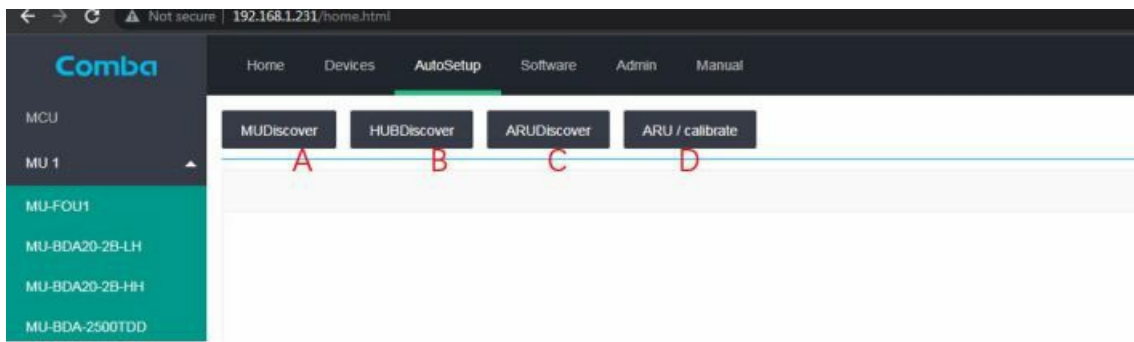 Not secure | 192.168.1.231/home.html
Comba
Home Devices AutoSetup Software Admin Manual
MCU
MUDiscover HUBDiscover ARUDiscover ARU / calibrate
A B C D
MU 1
MU-FOU1
MU-BDA20-2B-LH
MU-BDA20-2B-HH
MU-BDA-2500TDD